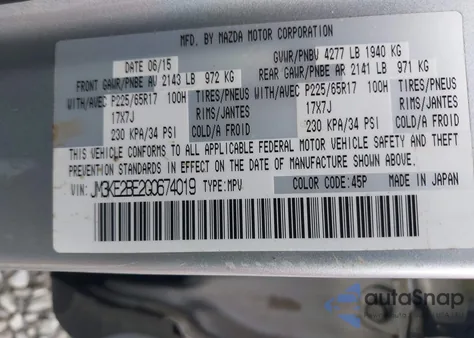 MFD. BY MAZDA MOTOR CORPORATION
DATE 06/15 GVWR/PNBV 4277 LB 1940 KG
FRONT GAWR/PNBE AV 2143 LB 972 KG REAR GAWR/PNBE AR 2141 LB 971 KG
WITH/AVEC P225/65R17 100H TIRES/PNEUS WITH/AVEC P225/65R17 100H TIRES/PNEUS
17X7J RIMS/JANTES 17X7J RIMS/JANTES
230 KPA/34 PSI COLD/A FROID 230 KPA/34 PSI COLD/A FROID
THIS VEHICLE CONFORMS TO ALL APPLICABLE FEDERAL MOTOR VEHICLE SAFETY AND THEFT
PREVENTION STANDARDS IN EFFECT ON THE DATE OF MANUFACTURE SHOWN ABOVE.
VIN: JM3KE2BE2G0674019 TYPE: MPV COLOR CODE: 45P MADE IN JAPAN
autoSnap